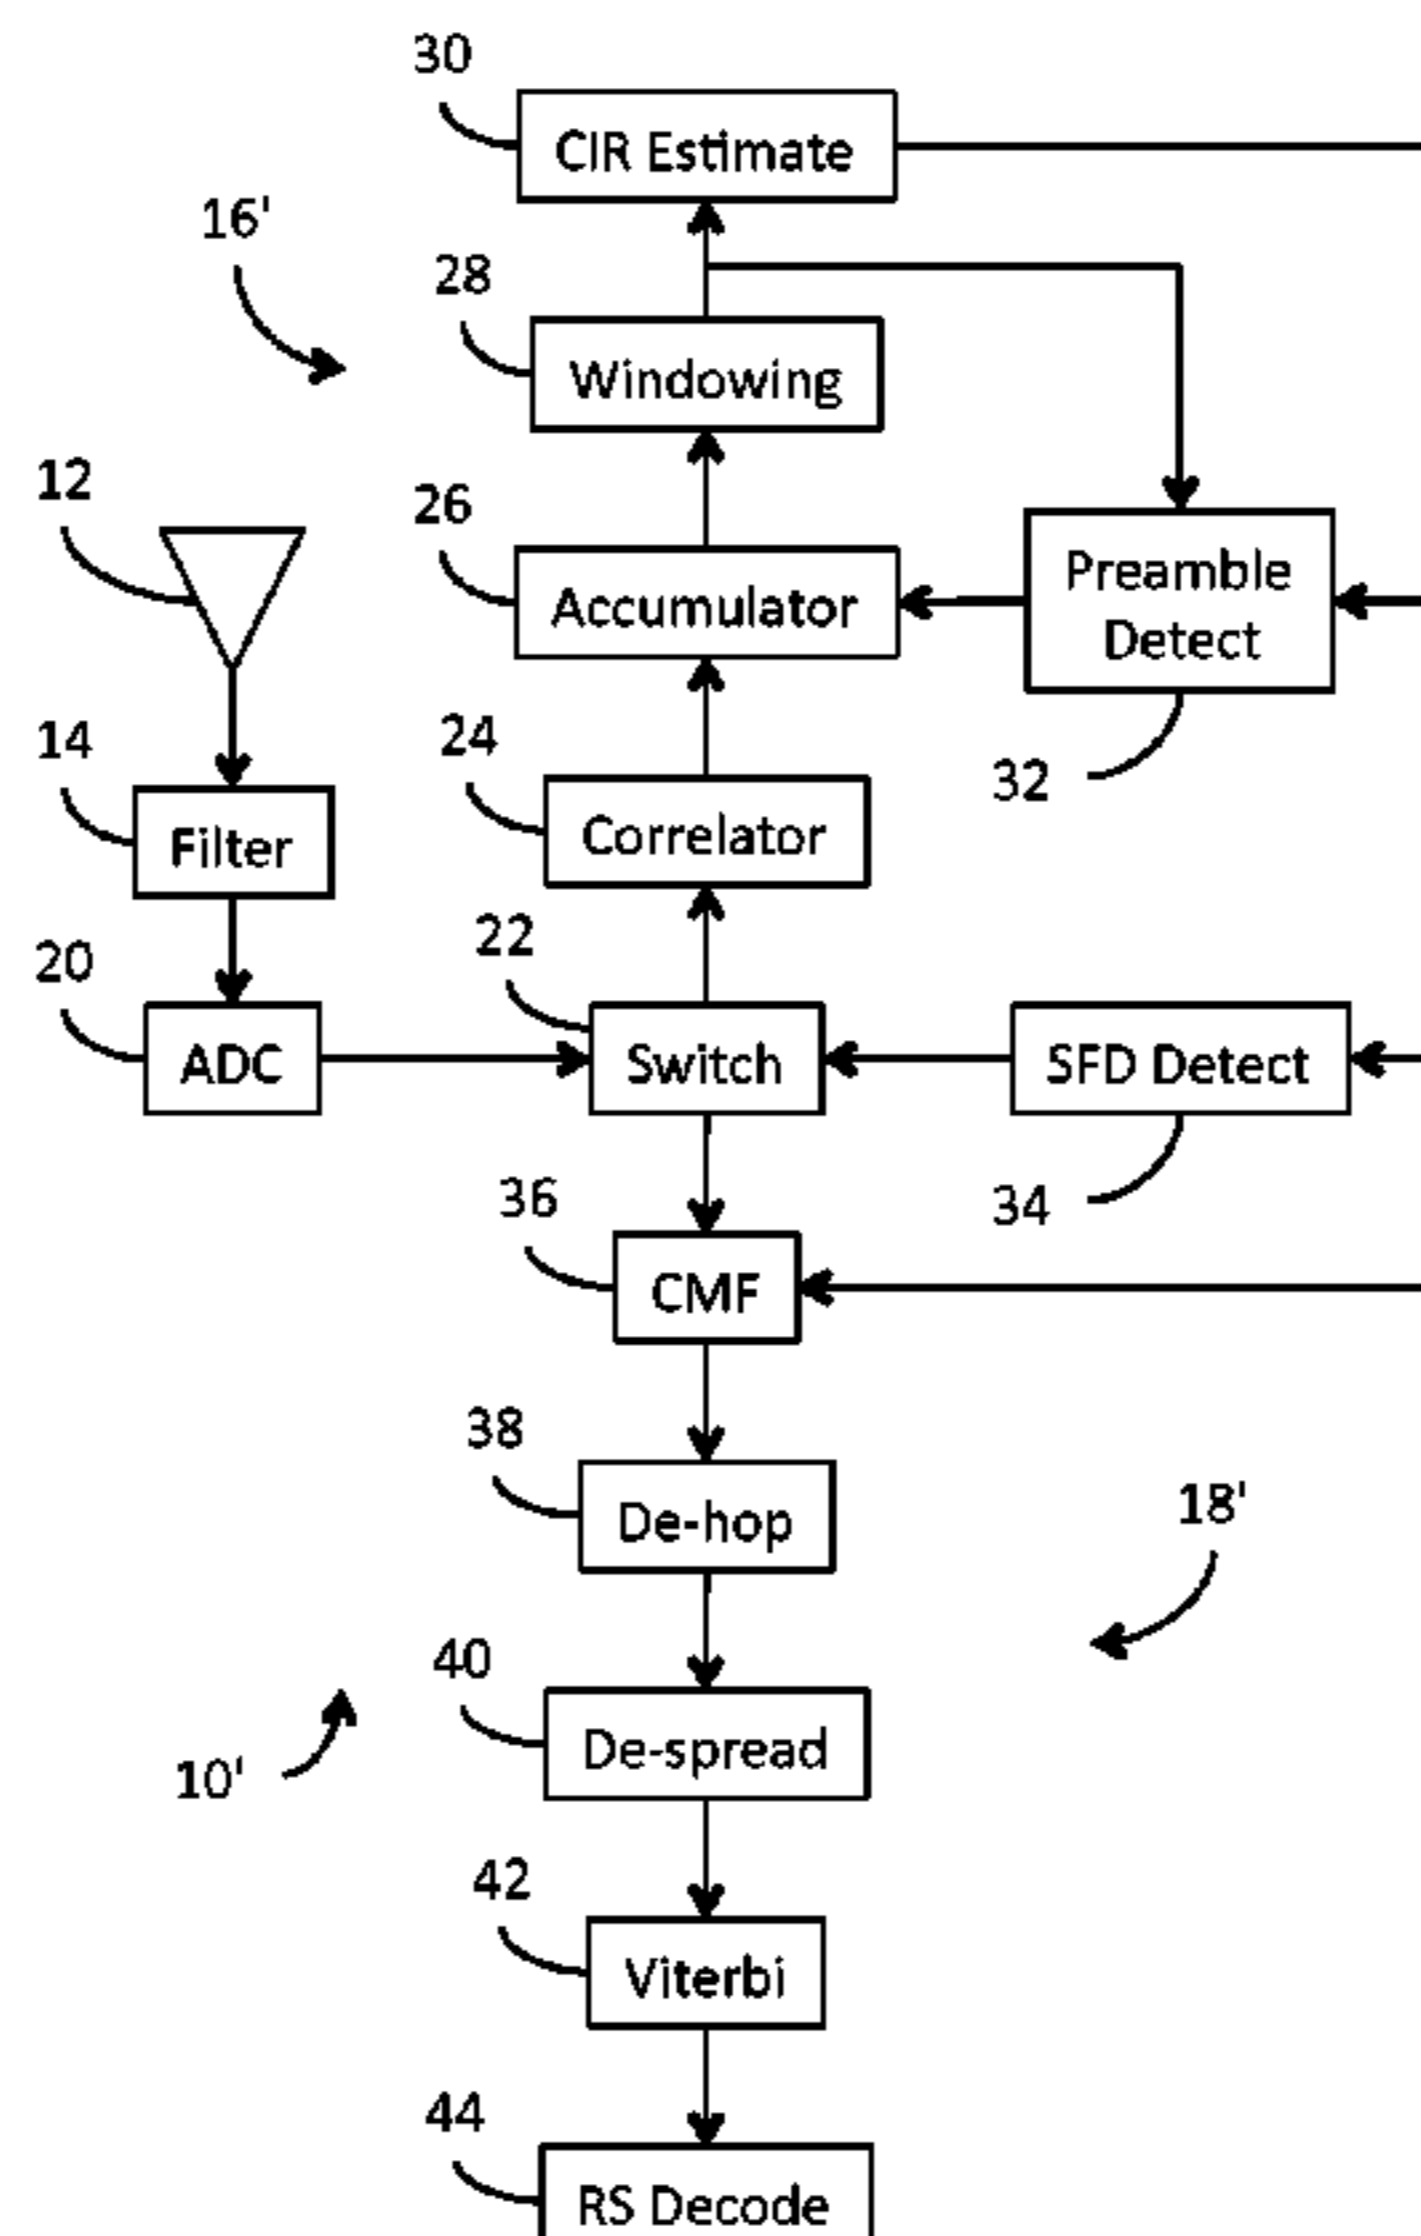 30
CIR Estimate
16'
28
Windowing
12
26
Accumulator
Preamble
Detect
14
24
32
Filter
Correlator
20
22
ADC
Switch
SFD Detect
36
34
CMF
38
De-hop
18'
40
De-spread
10'
42
Viterbi
44
RS Decode